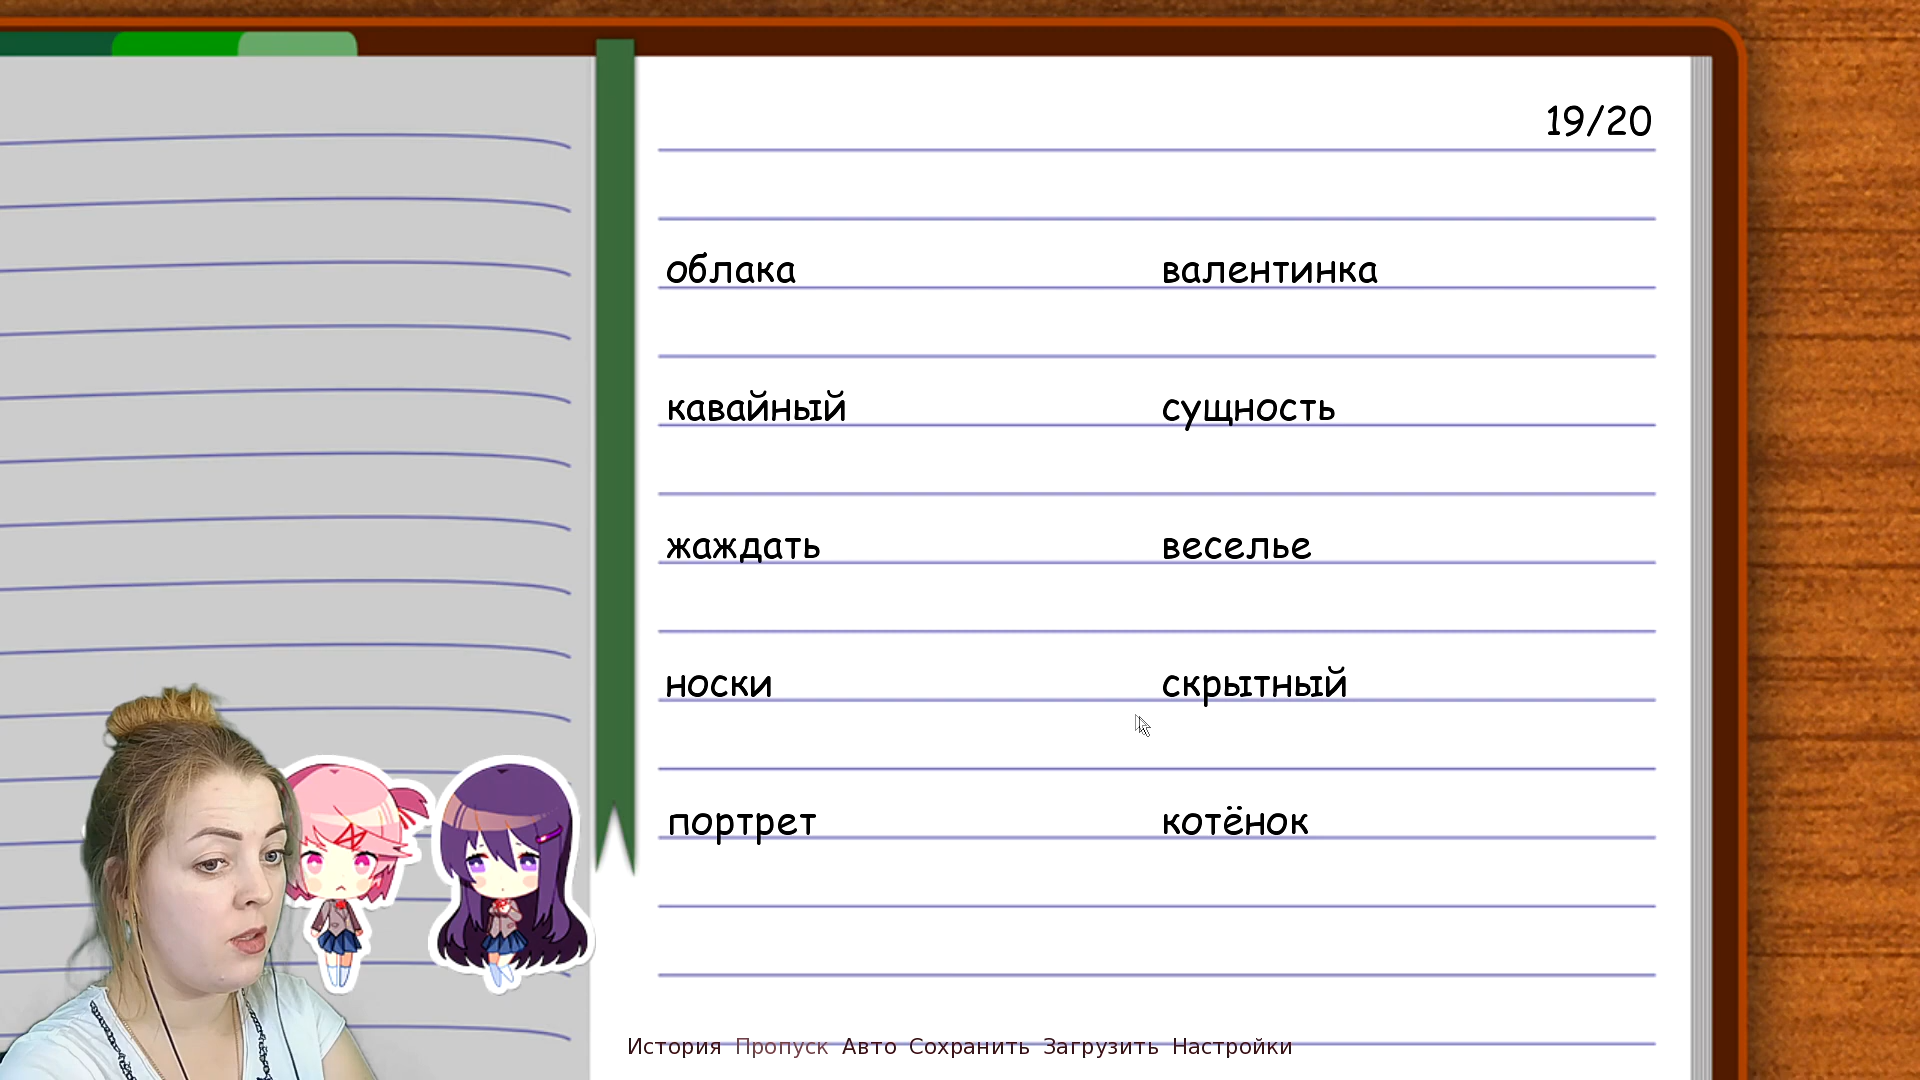 19/20
облака валентинка
кавайный сущность
жаждать веселье
носки скрытный
портрет котёнок
История Пропуск Авто Сохранить Загрузить Настройки